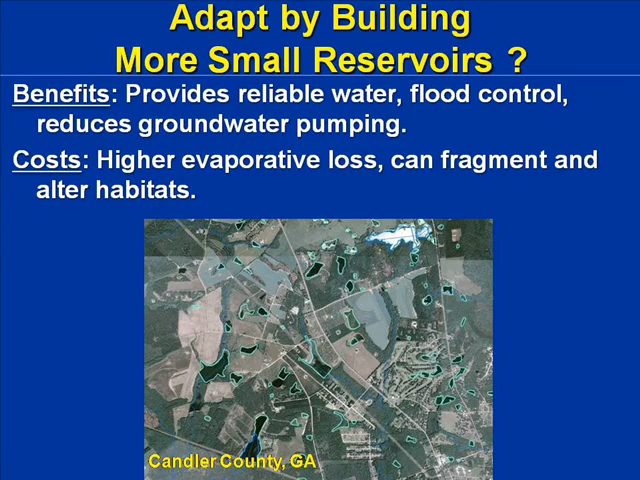 Adapt by Building
More Small Reservoirs ?
Benefits: Provides reliable water, flood control,
reduces groundwater pumping.
Costs: Higher evaporative loss, can fragment and
alter habitats.
Candler County, GA